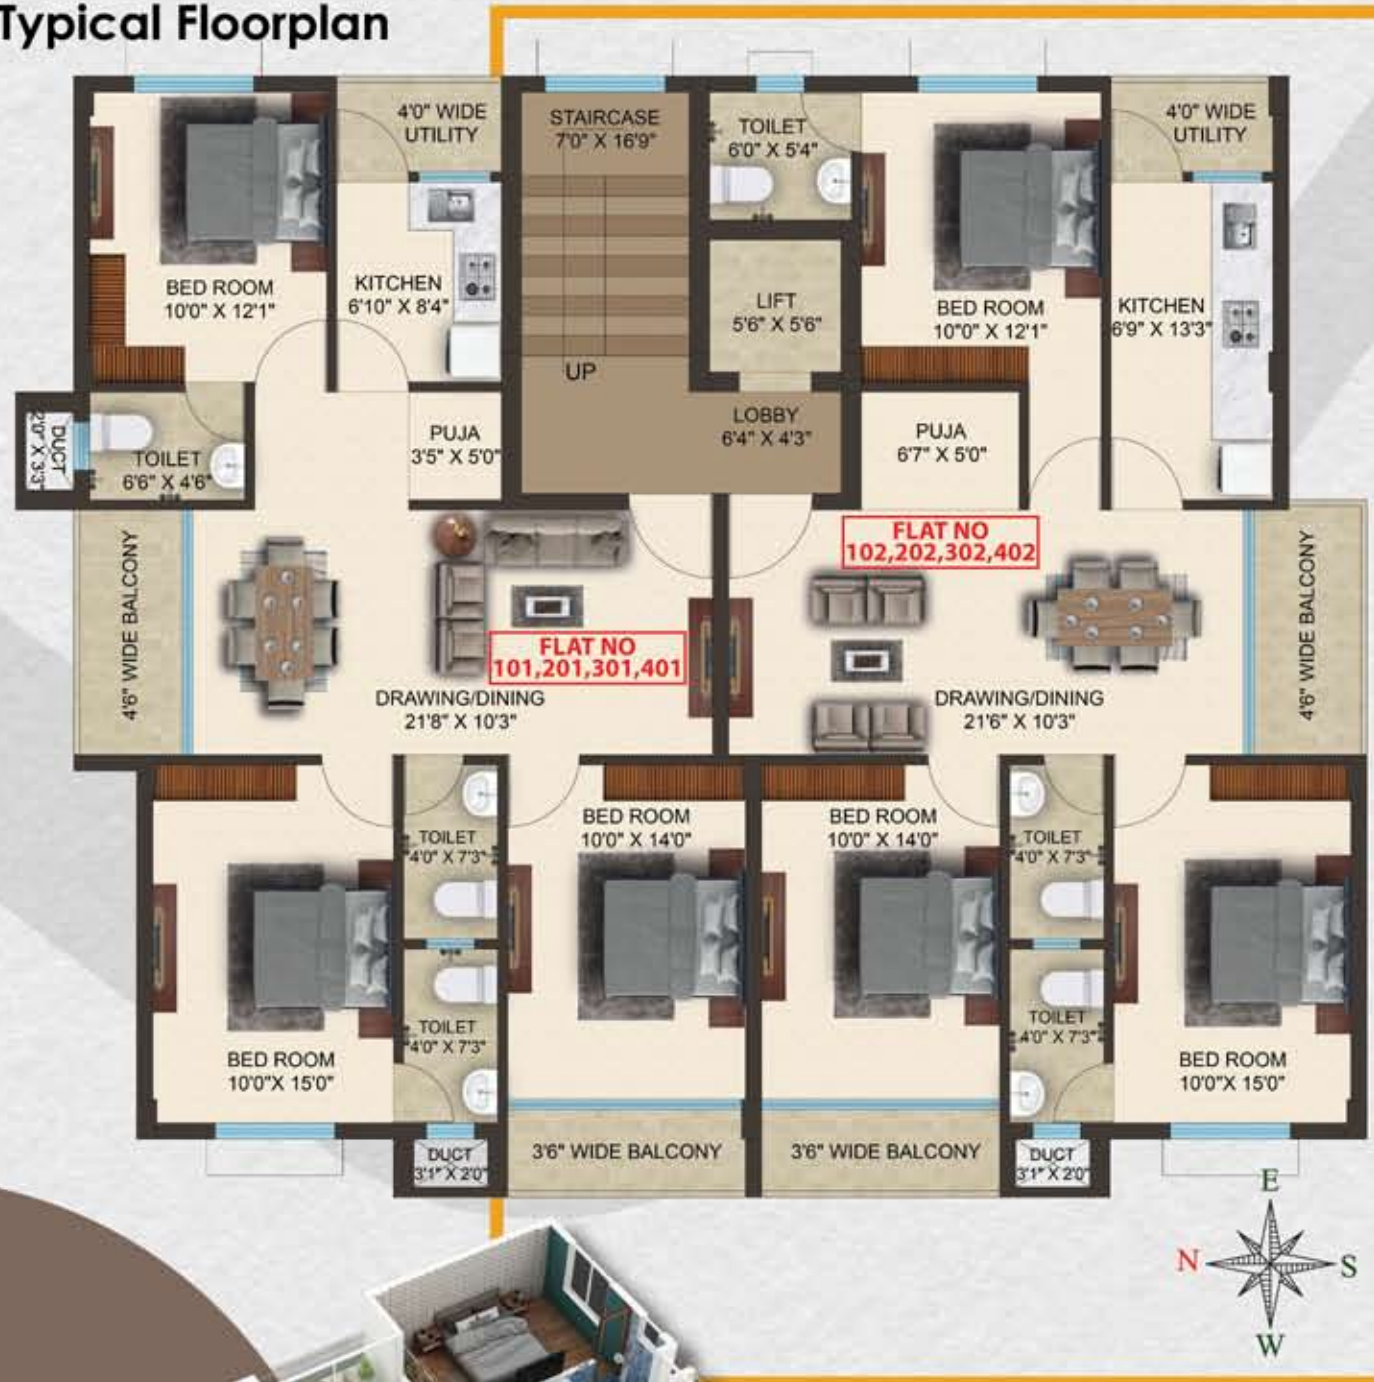 Typical Floorplan
4'0" WIDE
UTILITY
STAIRCASE
7'0" X 16'9"
TOILET
6'0" X 5'4"
4'0" WIDE
UTILITY
BED ROOM
10'0" X 12'1"
KITCHEN
6'10" X 8'4"
LIFT
5'6" X 5'6"
BED ROOM
10"0" X 12'1"
KITCHEN
6'9" X 13'3"
UP
DUCT
2'0" X 3'3"
TOILET
6'6" X 4'6"
PUJA
3'5" X 5'0"
LOBBY
6'4" X 4'3"
PUJA
6'7" X 5'0"
4'6" WIDE BALCONY
FLAT NO
101,201,301,401
FLAT NO
102,202,302,402
4'6" WIDE BALCONY
DRAWING/DINING
21'8" X 10'3"
DRAWING/DINING
21'6" X 10'3"
TOILET
4'0" X 7'3"
BED ROOM
10'0" X 14'0"
BED ROOM
10'0" X 14'0"
TOILET
4'0" X 7'3"
BED ROOM
10'0"X 15'0"
TOILET
4'0" X 7'3"
TOILET
4'0" X 7'3"
BED ROOM
10'0"X 15'0"
DUCT
3'1" X 2'0"
3'6" WIDE BALCONY
3'6" WIDE BALCONY
DUCT
3'1" X 2'0"
E
N
S
W